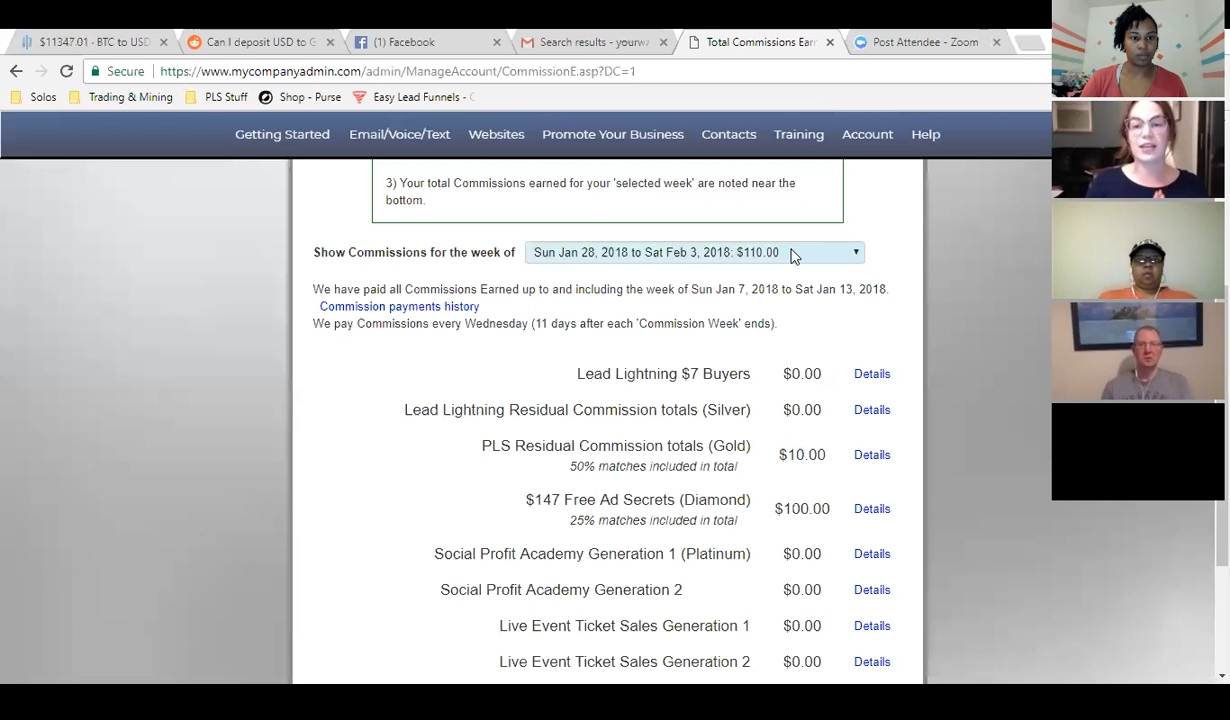 $11347.01 - BTC to USD
Can I deposit USD to G
(1) Facebook
Search results - yourwa
Total Commissions Earn
Post Attendee - Zoom
Secure
https://www.mycompanyadmin.com/admin/ManageAccount/CommissionE.asp?DC=1
Solos
Trading & Mining
PLS Stuff
Shop - Purse
Easy Lead Funnels -
Getting Started
Email/Voice/Text
Websites
Promote Your Business
Contacts
Training
Account
Help
3) Your total Commissions earned for your 'selected week' are noted near the
bottom.
Show Commissions for the week of Sun Jan 28, 2018 to Sat Feb 3, 2018: $110.00
We have paid all Commissions Earned up to and including the week of Sun Jan 7, 2018 to Sat Jan 13, 2018.
Commission payments history
We pay Commissions every Wednesday (11 days after each 'Commission Week' ends).
Lead Lightning $7 Buyers $0.00 Details
Lead Lightning Residual Commission totals (Silver) $0.00 Details
PLS Residual Commission totals (Gold) $10.00 Details
50% matches included in total
$147 Free Ad Secrets (Diamond) $100.00 Details
25% matches included in total
Social Profit Academy Generation 1 (Platinum) $0.00 Details
Social Profit Academy Generation 2 $0.00 Details
Live Event Ticket Sales Generation 1 $0.00 Details
Live Event Ticket Sales Generation 2 $0.00 Details